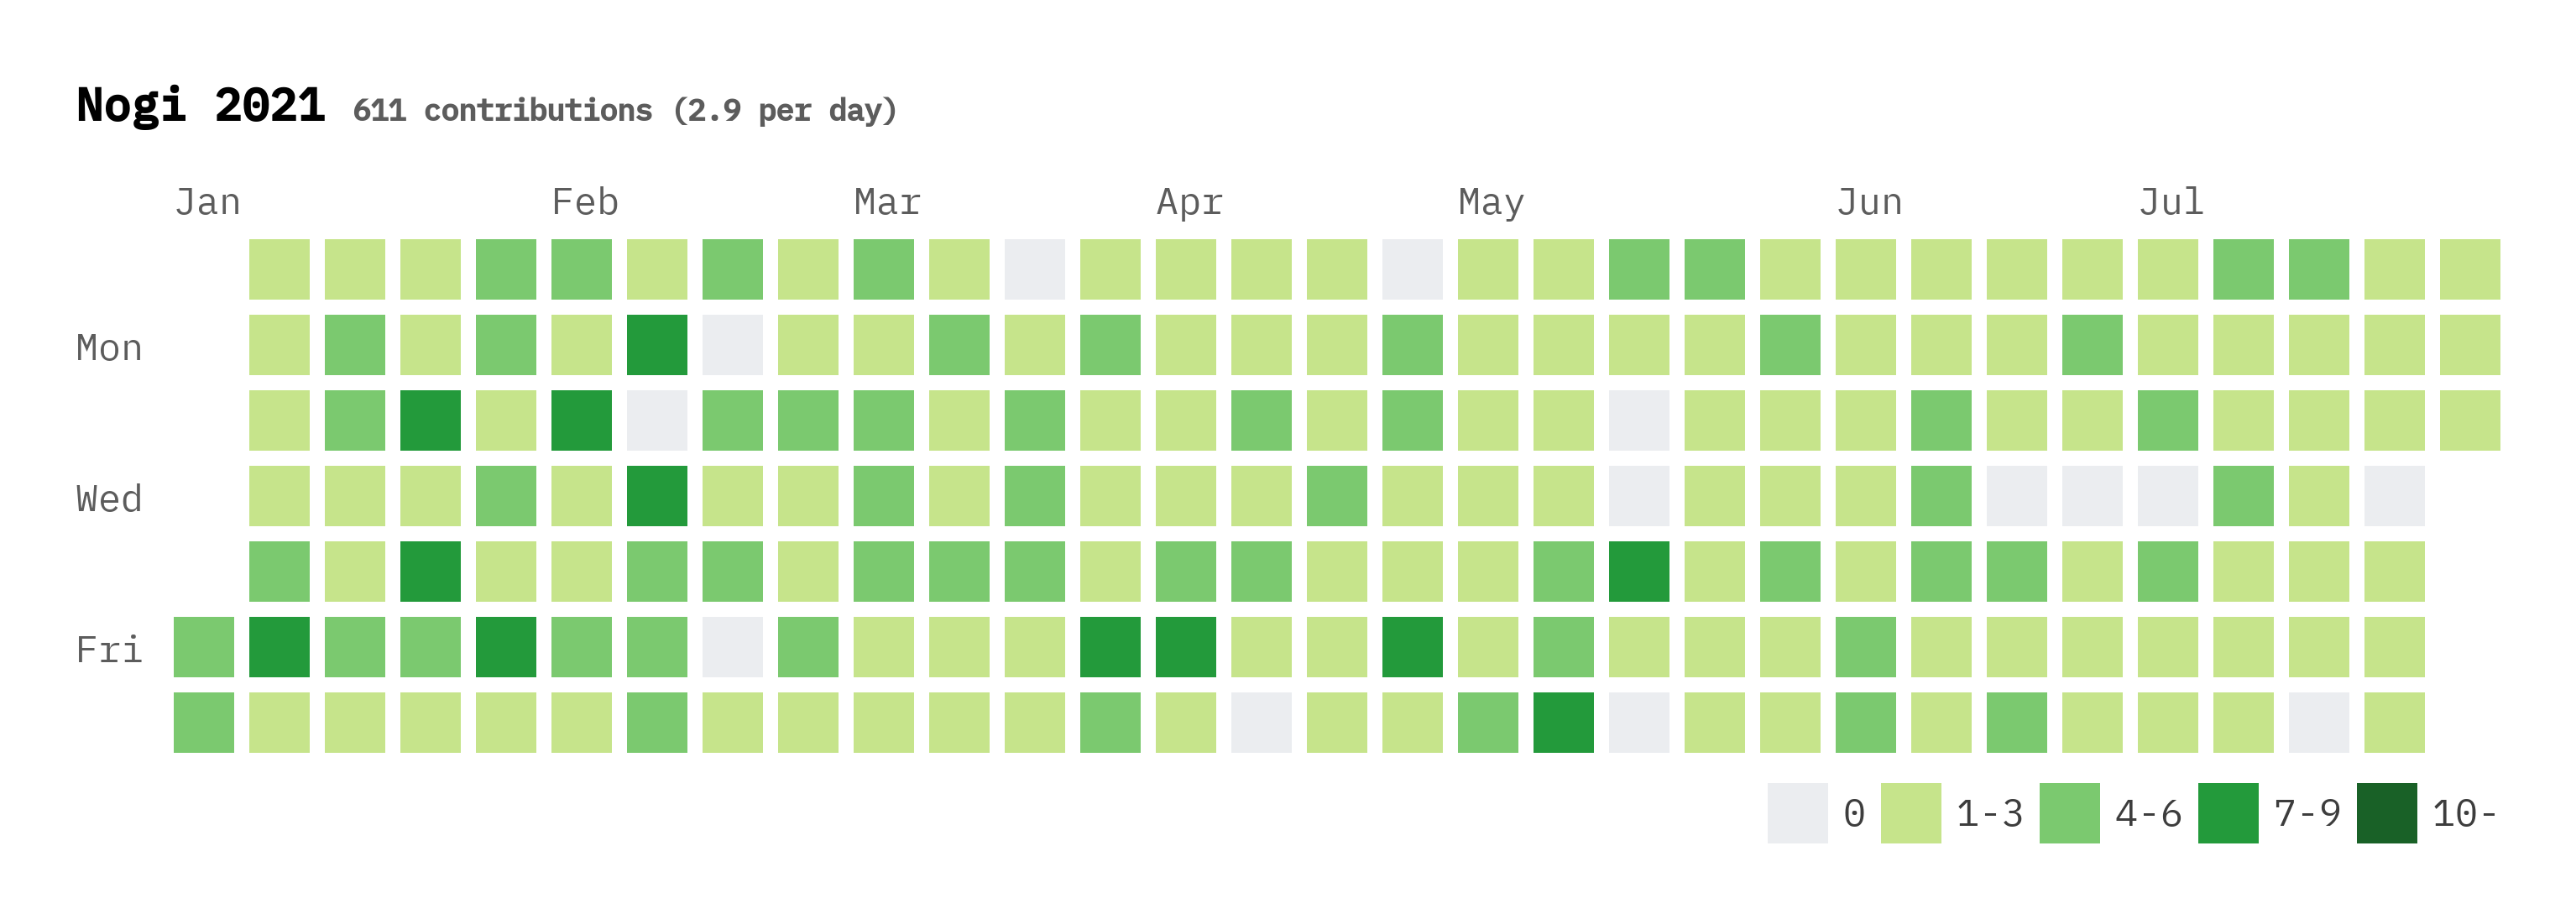 Nogi 2021 611 contributions (2.9 per day)
Jan Feb Mar Apr May Jun Jul
Mon
Wed
Fri
0 1-3 4-6 7-9 10-